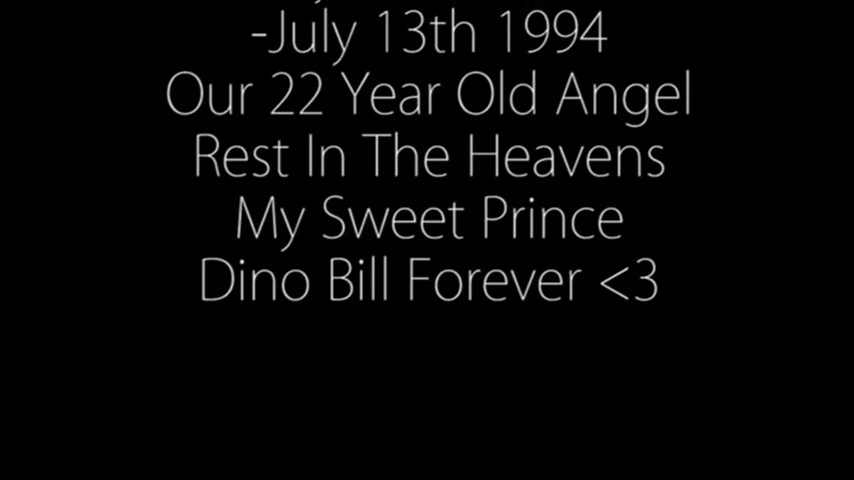 -July 13th 1994
Our 22 Year Old Angel
Rest In The Heavens
My Sweet Prince
Dino Bill Forever <3